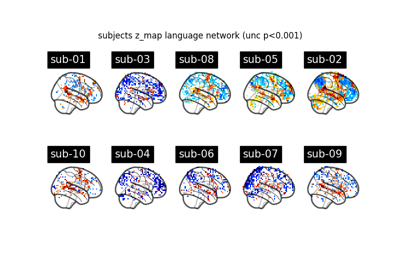 subjects z_map language network (unc p<0.001)
sub-01 sub-03 sub-08 sub-05 sub-02
sub-10 sub-04 sub-06 sub-07 sub-09